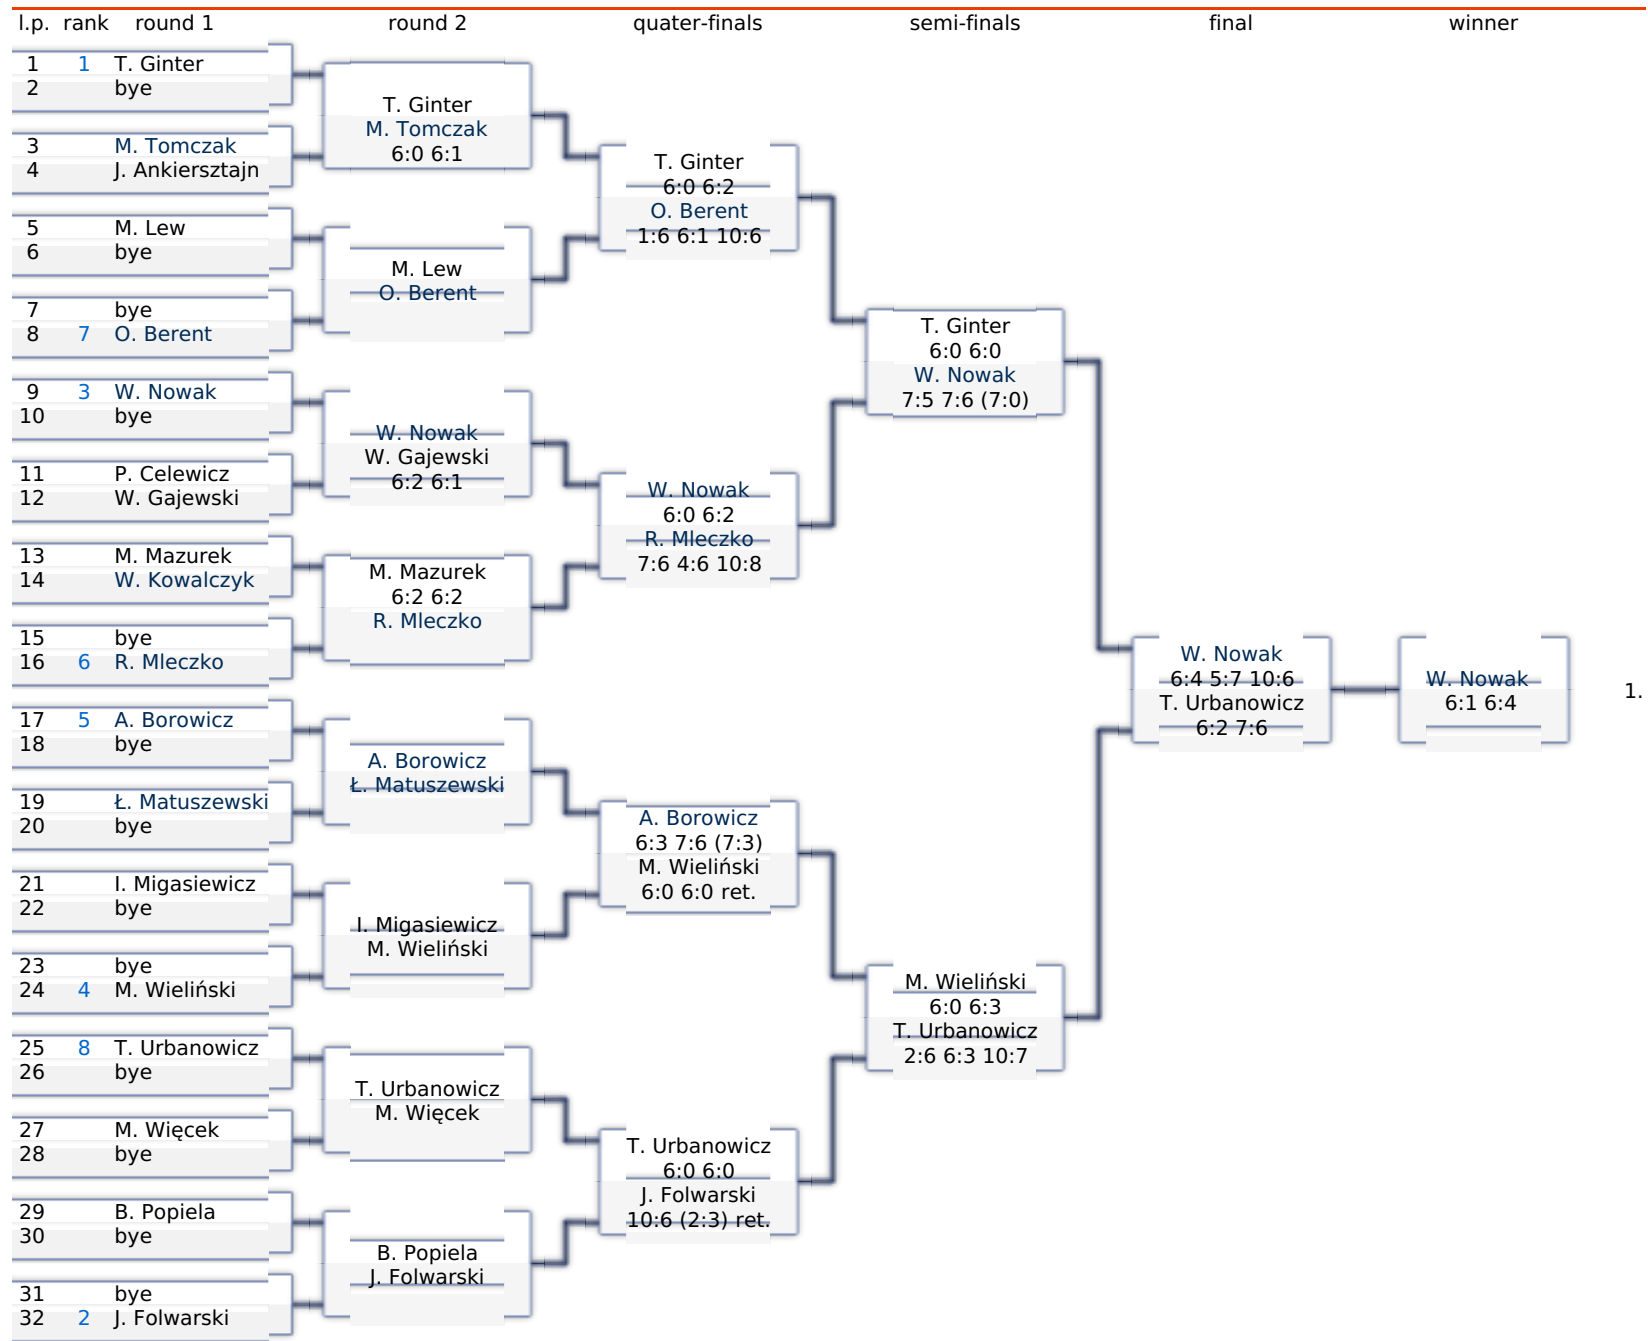 l.p. rank round 1 round 2 quater-finals semi-finals final winner
1 1 T. Ginter
2 bye
3 M. Tomczak
4 J. Ankiersztajn
5 M. Lew
6 bye
7 bye
8 7 O. Berent
9 3 W. Nowak
10 bye
11 P. Celewicz
12 W. Gajewski
13 M. Mazurek
14 W. Kowalczyk
15 bye
16 6 R. Mleczko
17 5 A. Borowicz
18 bye
19 Ł. Matuszewski
20 bye
21 I. Migasiewicz
22 bye
23 bye
24 4 M. Wieliński
25 8 T. Urbanowicz
26 bye
27 M. Więcek
28 bye
29 B. Popiela
30 bye
31 bye
32 2 J. Folwarski
T. Ginter
M. Tomczak
6:0 6:1
M. Lew
O. Berent
W. Nowak
W. Gajewski
6:2 6:1
M. Mazurek
6:2 6:2
R. Mleczko
A. Borowicz
Ł. Matuszewski
I. Migasiewicz
M. Wieliński
T. Urbanowicz
M. Więcek
B. Popiela
J. Folwarski
T. Ginter
6:0 6:2
O. Berent
1:6 6:1 10:6
W. Nowak
6:0 6:2
R. Mleczko
7:6 4:6 10:8
A. Borowicz
6:3 7:6 (7:3)
M. Wieliński
6:0 6:0 ret.
T. Urbanowicz
6:0 6:0
J. Folwarski
10:6 (2:3) ret.
T. Ginter
6:0 6:0
W. Nowak
7:5 7:6 (7:0)
M. Wieliński
6:0 6:3
T. Urbanowicz
2:6 6:3 10:7
W. Nowak
6:4 5:7 10:6
T. Urbanowicz
6:2 7:6
W. Nowak
6:1 6:4
1.